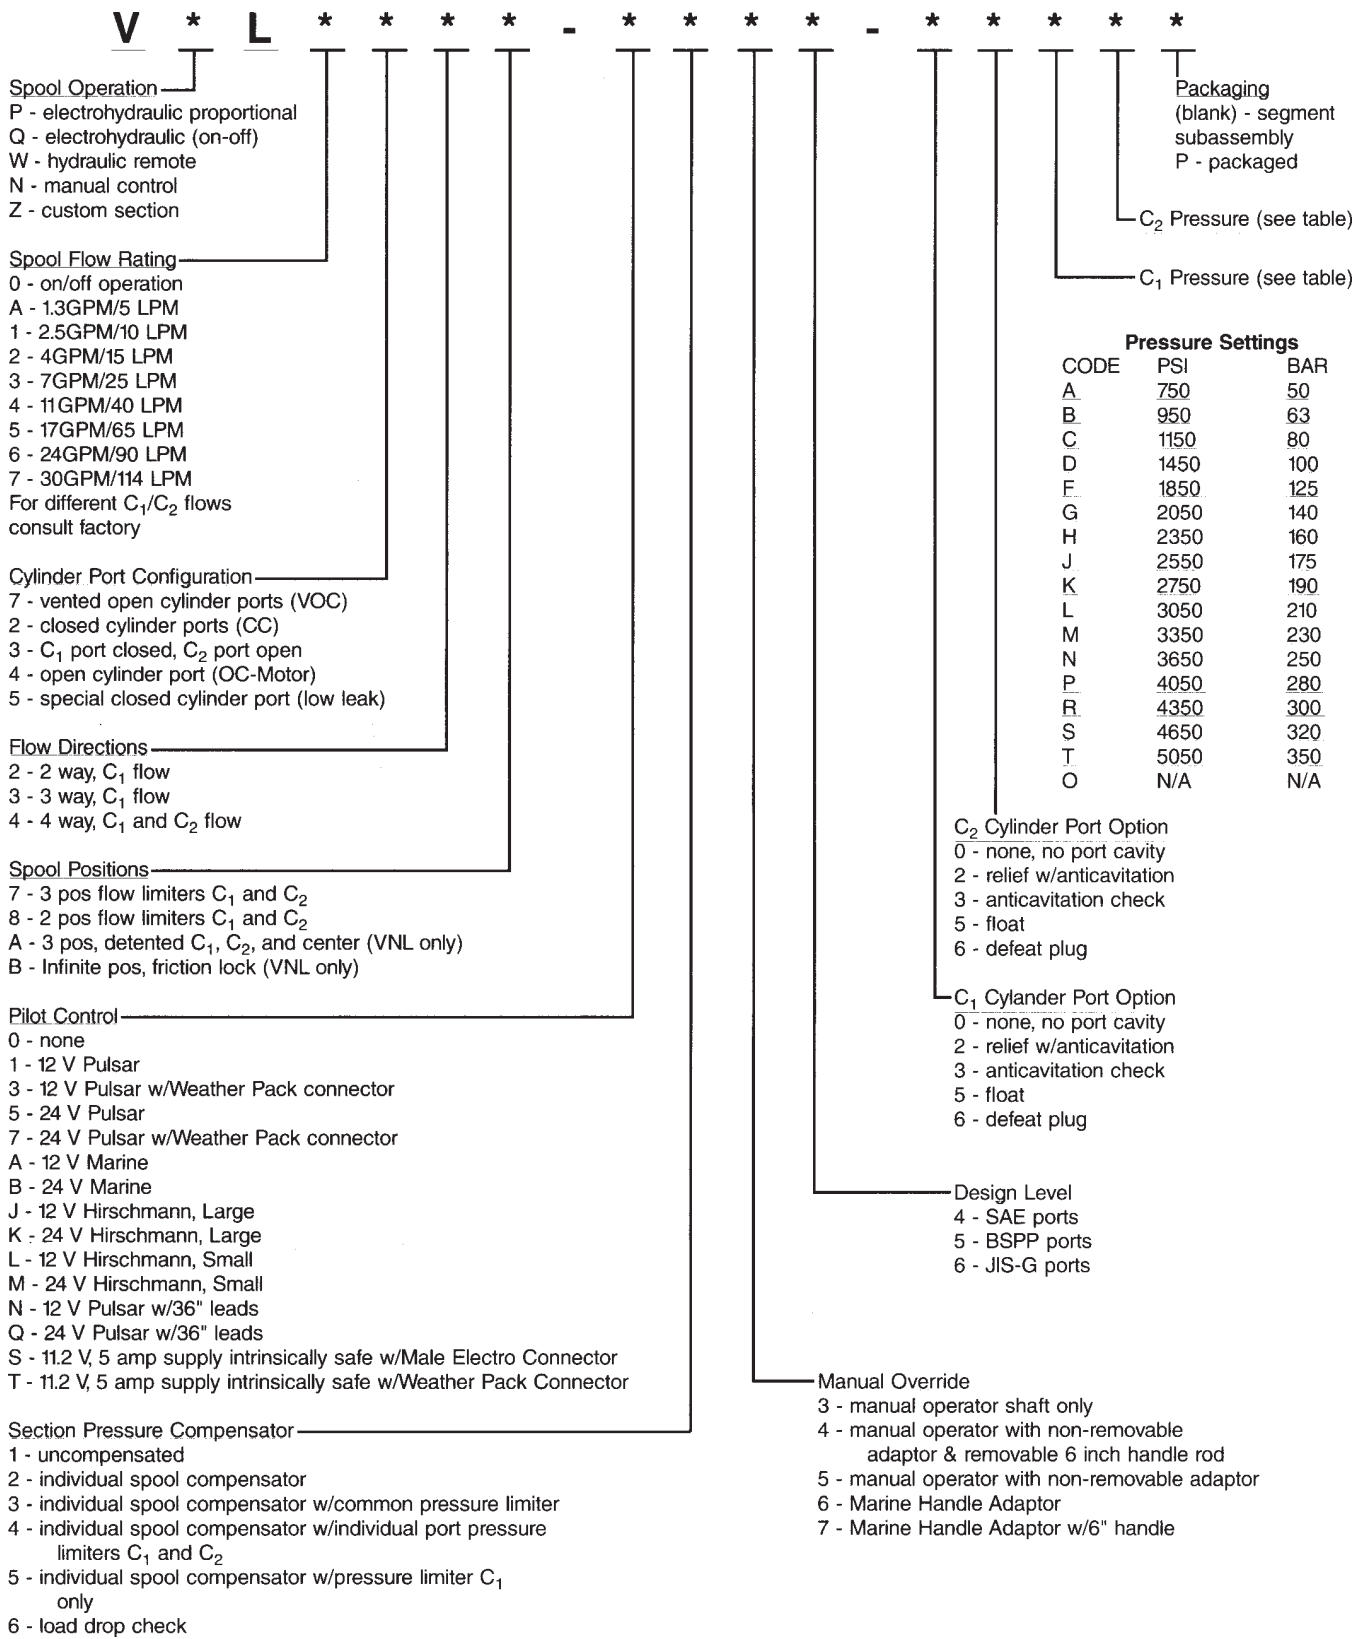 V * L * * * * - * * * * - * * * * *
Spool Operation
P - electrohydraulic proportional
Q - electrohydraulic (on-off)
W - hydraulic remote
N - manual control
Z - custom section
Spool Flow Rating
0 - on/off operation
A - 1.3GPM/5 LPM
1 - 2.5GPM/10 LPM
2 - 4GPM/15 LPM
3 - 7GPM/25 LPM
4 - 11GPM/40 LPM
5 - 17GPM/65 LPM
6 - 24GPM/90 LPM
7 - 30GPM/114 LPM
For different C₁/C₂ flows
consult factory
Cylinder Port Configuration
7 - vented open cylinder ports (VOC)
2 - closed cylinder ports (CC)
3 - C₁ port closed, C₂ port open
4 - open cylinder port (OC-Motor)
5 - special closed cylinder port (low leak)
Flow Directions
2 - 2 way, C₁ flow
3 - 3 way, C₁ flow
4 - 4 way, C₁ and C₂ flow
Spool Positions
7 - 3 pos flow limiters C₁ and C₂
8 - 2 pos flow limiters C₁ and C₂
A - 3 pos, detented C₁, C₂, and center (VNL only)
B - Infinite pos, friction lock (VNL only)
Pilot Control
0 - none
1 - 12 V Pulsar
3 - 12 V Pulsar w/Weather Pack connector
5 - 24 V Pulsar
7 - 24 V Pulsar w/Weather Pack connector
A - 12 V Marine
B - 24 V Marine
J - 12 V Hirschmann, Large
K - 24 V Hirschmann, Large
L - 12 V Hirschmann, Small
M - 24 V Hirschmann, Small
N - 12 V Pulsar w/36" leads
Q - 24 V Pulsar w/36" leads
S - 11.2 V, 5 amp supply intrinsically safe w/Male Electro Connector
T - 11.2 V, 5 amp supply intrinsically safe w/Weather Pack Connector
Section Pressure Compensator
1 - uncompensated
2 - individual spool compensator
3 - individual spool compensator w/common pressure limiter
4 - individual spool compensator w/individual port pressure
limiters C₁ and C₂
5 - individual spool compensator w/pressure limiter C₁
only
6 - load drop check
Packaging
(blank) - segment
subassembly
P - packaged
C₂ Pressure (see table)
C₁ Pressure (see table)
Pressure Settings
CODE PSI BAR
A 750 50
B 950 63
C 1150 80
D 1450 100
F 1850 125
G 2050 140
H 2350 160
J 2550 175
K 2750 190
L 3050 210
M 3350 230
N 3650 250
P 4050 280
R 4350 300
S 4650 320
T 5050 350
O N/A N/A
C₂ Cylinder Port Option
0 - none, no port cavity
2 - relief w/anticavitation
3 - anticavitation check
5 - float
6 - defeat plug
C₁ Cylander Port Option
0 - none, no port cavity
2 - relief w/anticavitation
3 - anticavitation check
5 - float
6 - defeat plug
Design Level
4 - SAE ports
5 - BSPP ports
6 - JIS-G ports
Manual Override
3 - manual operator shaft only
4 - manual operator with non-removable
adaptor & removable 6 inch handle rod
5 - manual operator with non-removable adaptor
6 - Marine Handle Adaptor
7 - Marine Handle Adaptor w/6" handle